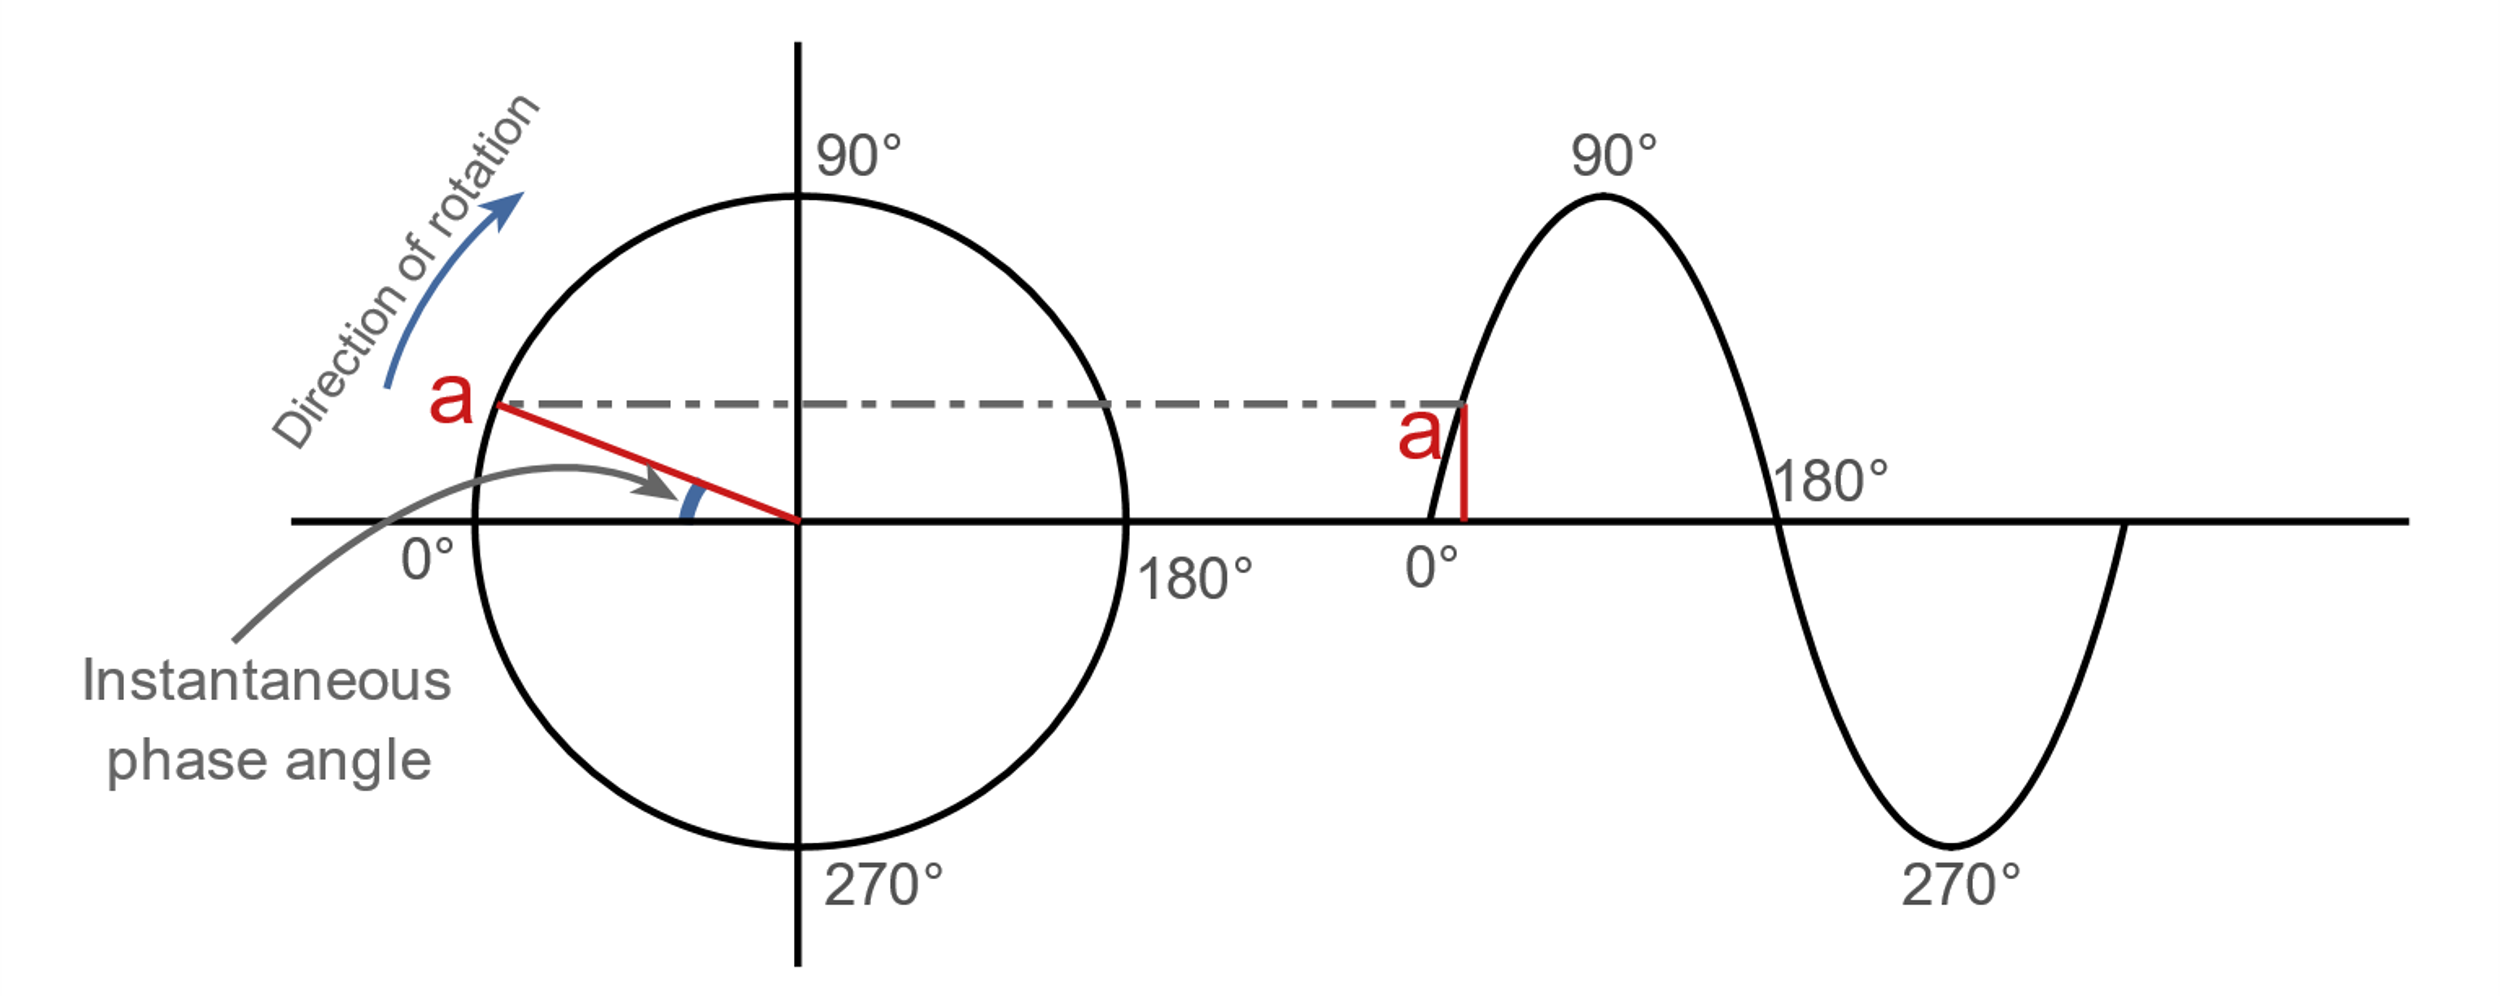 Direction of rotation
90°
90°
a
a
180°
0°
180°
0°
Instantaneous
phase angle
270°
270°